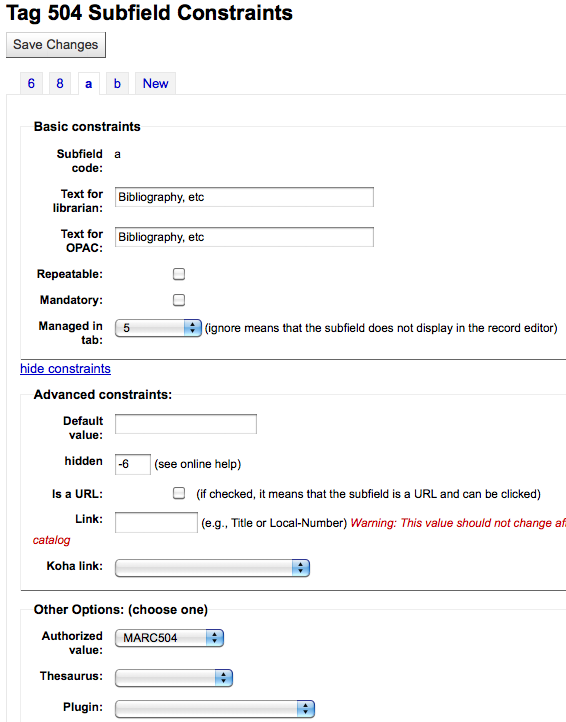 Tag 504 Subfield Constraints
Save Changes
6 8 a b New
Basic constraints
Subfield code: a
Text for librarian: Bibliography, etc
Text for OPAC: Bibliography, etc
Repeatable:
Mandatory:
Managed in tab: 5 (ignore means that the subfield does not display in the record editor)
hide constraints
Advanced constraints:
Default value:
hidden -6 (see online help)
Is a URL: (if checked, it means that the subfield is a URL and can be clicked)
Link: (e.g., Title or Local-Number) Warning: This value should not change
catalog
Koha link:
Other Options: (choose one)
Authorized value: MARC504
Thesaurus:
Plugin: